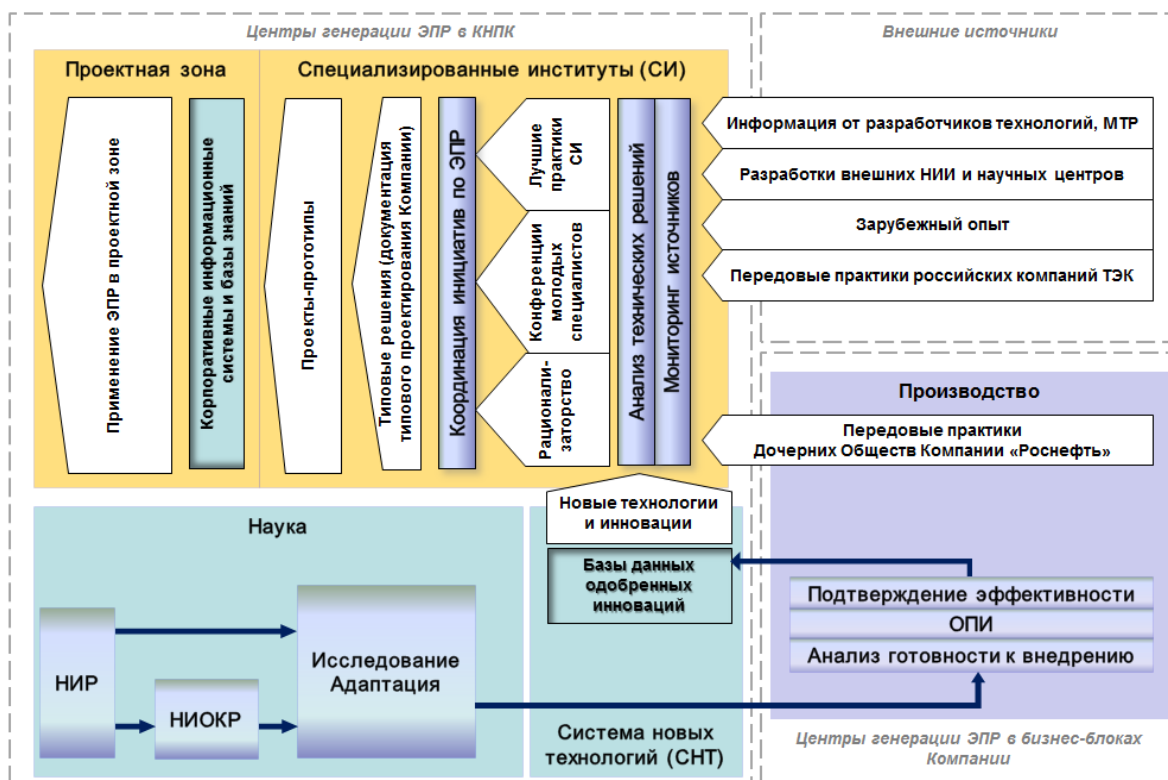 Центры генерации ЭПР в КНПК
Внешние источники
Проектная зона
Специализированные институты (СИ)
Применение ЭПР в проектной зоне
Корпоративные информационные
системы и базы знаний
Проекты-прототипы
Типовые решения (документация
типового проектирования Компании)
Координация инициатив по ЭПР
Лучшие
практики
СИ
Конференции
молодых
специалистов
Рационали-
заторство
Анализ технических решений
Мониторинг источников
Информация от разработчиков технологий, МТР
Разработки внешних НИИ и научных центров
Зарубежный опыт
Передовые практики российских компаний ТЭК
Производство
Передовые практики
Дочерних Обществ Компании «Роснефть»
Новые технологии
и инновации
Наука
Базы данных
одобренных
инноваций
Подтверждение эффективности
ОПИ
Анализ готовности к внедрению
НИР
НИОКР
Исследование
Адаптация
Система новых
технологий (СНТ)
Центры генерации ЭПР в бизнес-блоках
Компании